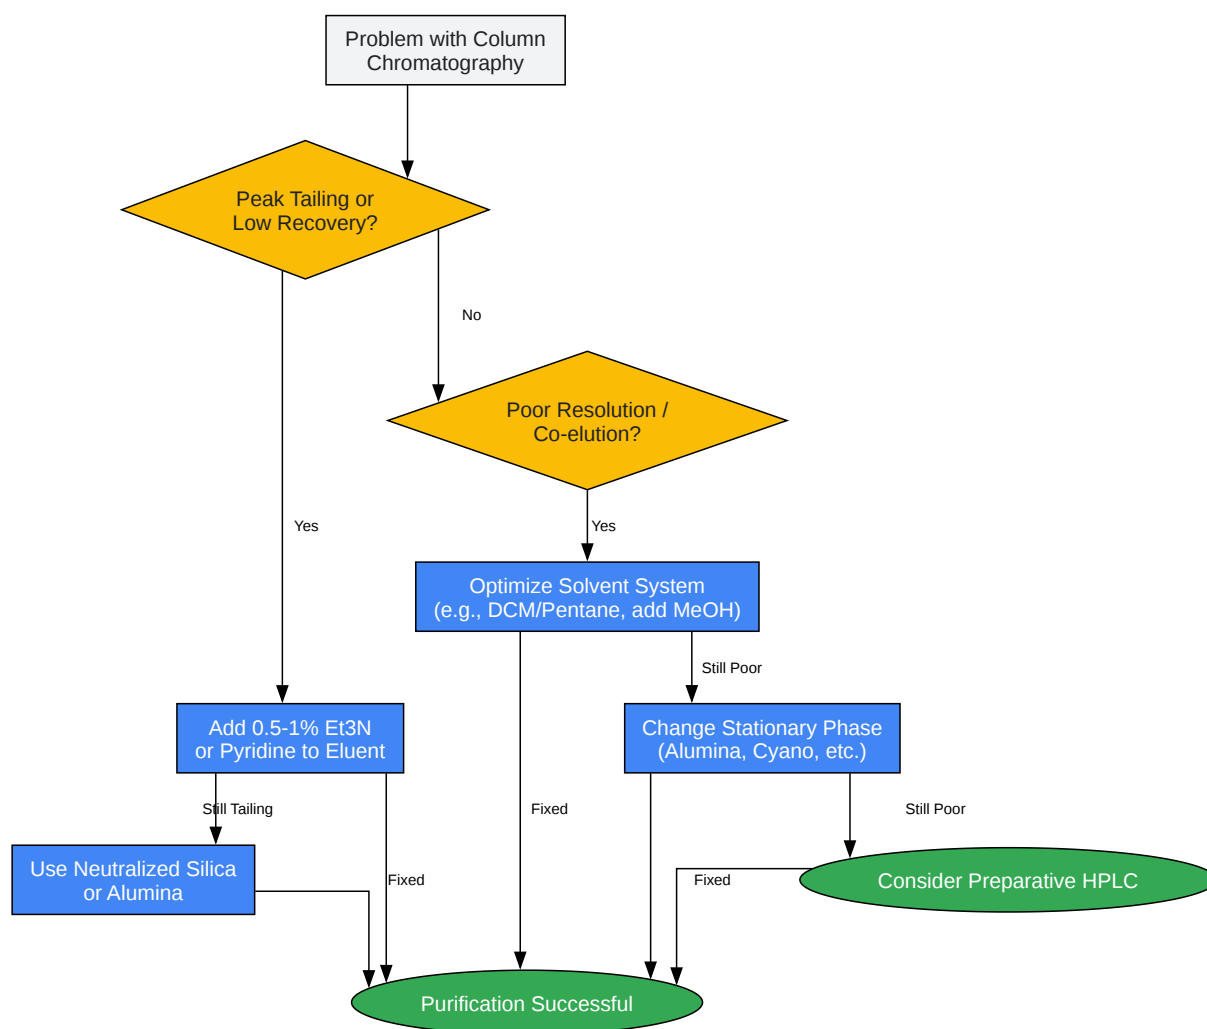 Problem with Column
Chromatography
Peak Tailing or
Low Recovery?
No
Poor Resolution /
Co-elution?
Yes
Yes
Optimize Solvent System
(e.g., DCM/Pentane, add MeOH)
Still Poor
Add 0.5-1% Et3N
or Pyridine to Eluent
Change Stationary Phase
(Alumina, Cyano, etc.)
Still Tailing
Fixed
Still Poor
Use Neutralized Silica
or Alumina
Fixed
Fixed
Consider Preparative HPLC
Purification Successful